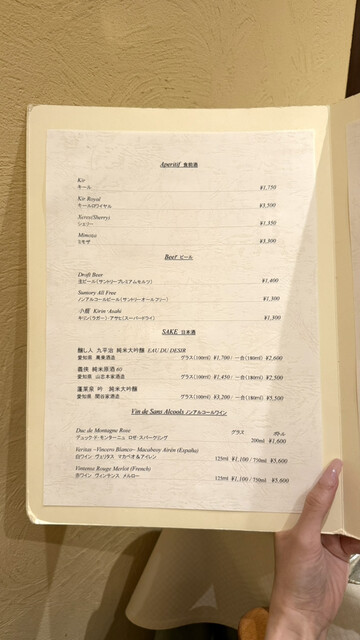 Aperitif 食前酒
Kir
キール ¥1,750
Kir Royal
キールロワイヤル ¥3,500
Xeres(Sherry)
シェリー ¥1,350
Mimosa
ミモザ ¥3,300
Beer ビール
Draft Beer
生ビール(サントリープレミアムモルツ) ¥1,400
Suntory All Free
ノンアルコールビール(サントリーオールフリー) ¥1,300
小瓶 Kirin・Asahi
キリン(ラガー)・アサヒ(スーパードライ) ¥1,300
SAKE 日本酒
醸し人 九平治 純米大吟醸 EAU DU DESIR
愛知県 萬乗酒造 グラス(100ml) ¥1,700/ 一合(180ml) ¥2,600
義侠 純米原酒 60
愛知県 山忠本家酒造 グラス(100ml) ¥1,450/ 一合(180ml) ¥2,500
蓬莱泉 吟 純米大吟醸
愛知県 関谷家酒造 グラス(100ml) ¥3,200/ 一合(180ml) ¥5,500
Vin de Sans Alcools ノンアルコールワイン
Duc de Montagne Rose グラス ボトル
デュック・ド・モンターニュ ロゼ・スパークリング 200ml ¥1,600
Veritas –Vincero Blanco- Macabeoy Airén (España)
白ワイン ヴェリタス マカベオ&アイレン 125ml ¥1,100/ 750ml ¥5,600
Vintense Rouge Merlot (French)
赤ワイン ヴィンテンス メルロー 125ml ¥1,100/ 750ml ¥5,600